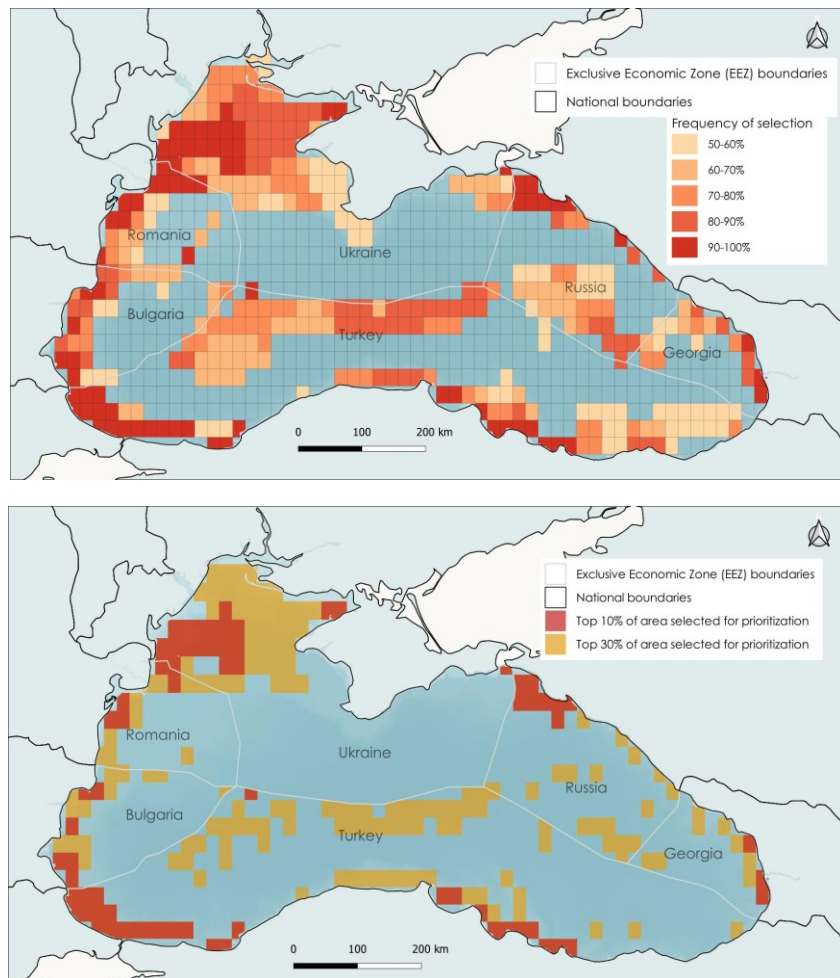 N
Exclusive Economic Zone (EEZ) boundaries
National boundaries
Frequency of selection
50-60%
60-70%
70-80%
80-90%
90-100%
Romania
Ukraine
Russia
Bulgaria
Turkey
Georgia
0 100 200 km
N
Exclusive Economic Zone (EEZ) boundaries
National boundaries
Top 10% of area selected for prioritization
Top 30% of area selected for prioritization
Romania
Ukraine
Russia
Bulgaria
Turkey
Georgia
0 100 200 km